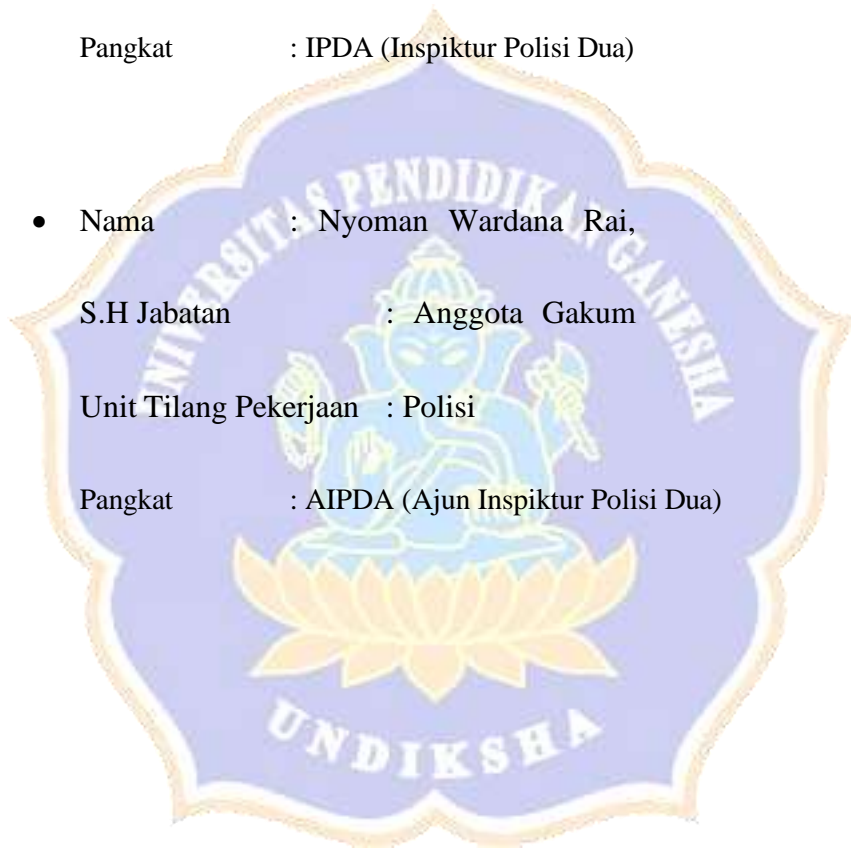 Pangkat : IPDA (Inspiktur Polisi Dua)
UNIVERSITAS PENDIDIKAN GANESHA
• Nama : Nyoman Wardana Rai,
S.H Jabatan : Anggota Gakum
Unit Tilang Pekerjaan : Polisi
Pangkat : AIPDA (Ajun Inspiktur Polisi Dua)
UNDIKSHA